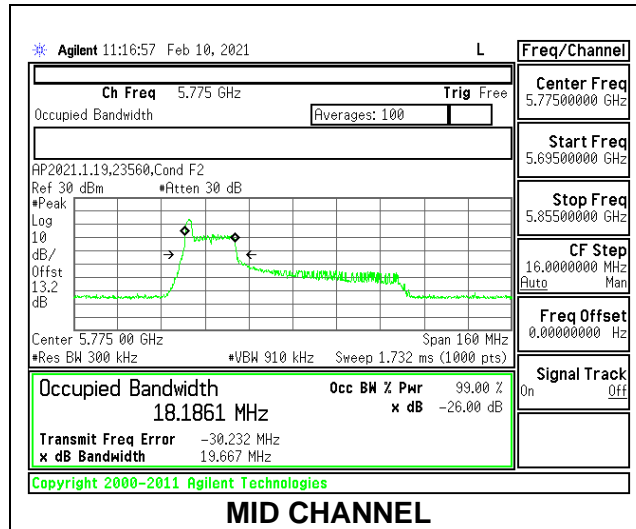 Agilent 11:16:57 Feb 10, 2021 L
Freq/Channel
Ch Freq 5.775 GHz Trig Free
Occupied Bandwidth Averages: 100
AP2021.1.19,23560,Cond F2
Ref 30 dBm #Atten 30 dB
#Peak
Log
10
dB/
Offst
13.2
dB
Center 5.775 00 GHz Span 160 MHz
#Res BW 300 kHz #VBW 910 kHz Sweep 1.732 ms (1000 pts)
Occupied Bandwidth Occ BW % Pwr 99.00 %
18.1861 MHz x dB -26.00 dB
Transmit Freq Error -30.232 MHz
x dB Bandwidth 19.667 MHz
Copyright 2000-2011 Agilent Technologies
Center Freq
5.77500000 GHz
Start Freq
5.69500000 GHz
Stop Freq
5.85500000 GHz
CF Step
16.0000000 MHz
Auto Man
Freq Offset
0.00000000 Hz
Signal Track
On Off
MID CHANNEL